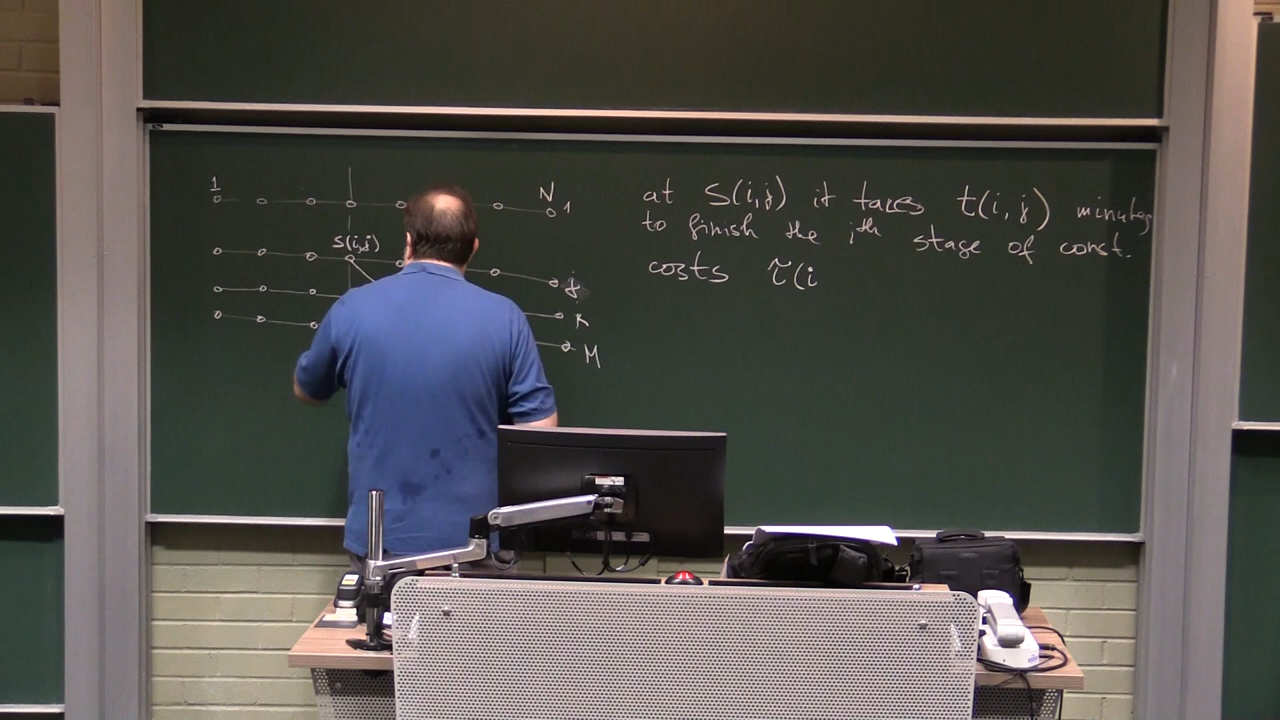 1 N 1
S(i,j)
j
K
M
at S(i,j) it takes t(i,j) minutes
to finish the ith stage of const.
costs τ(i